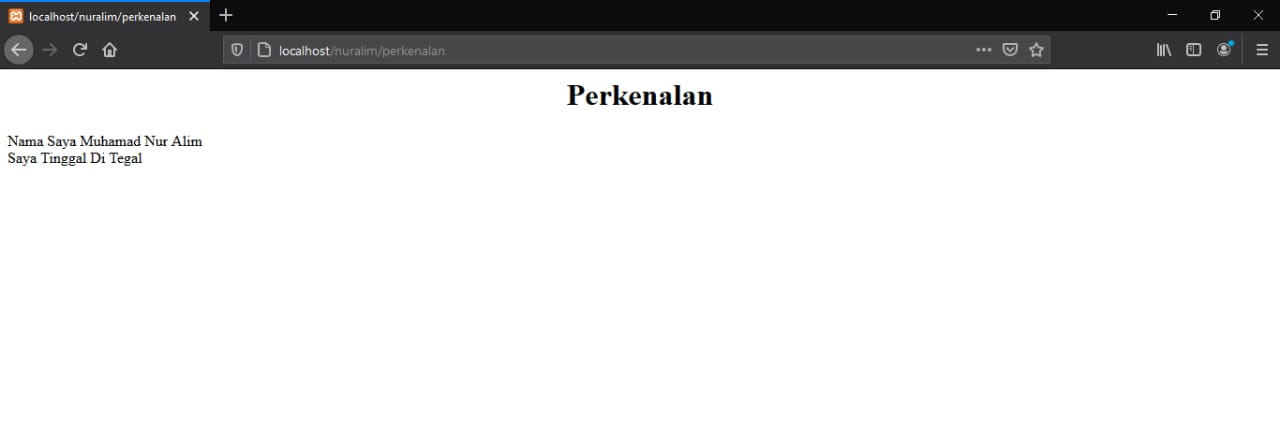 localhost/nuralim/perkenalan
localhost/nuralim/perkenalan
Perkenalan
Nama Saya Muhamad Nur Alim
Saya Tinggal Di Tegal